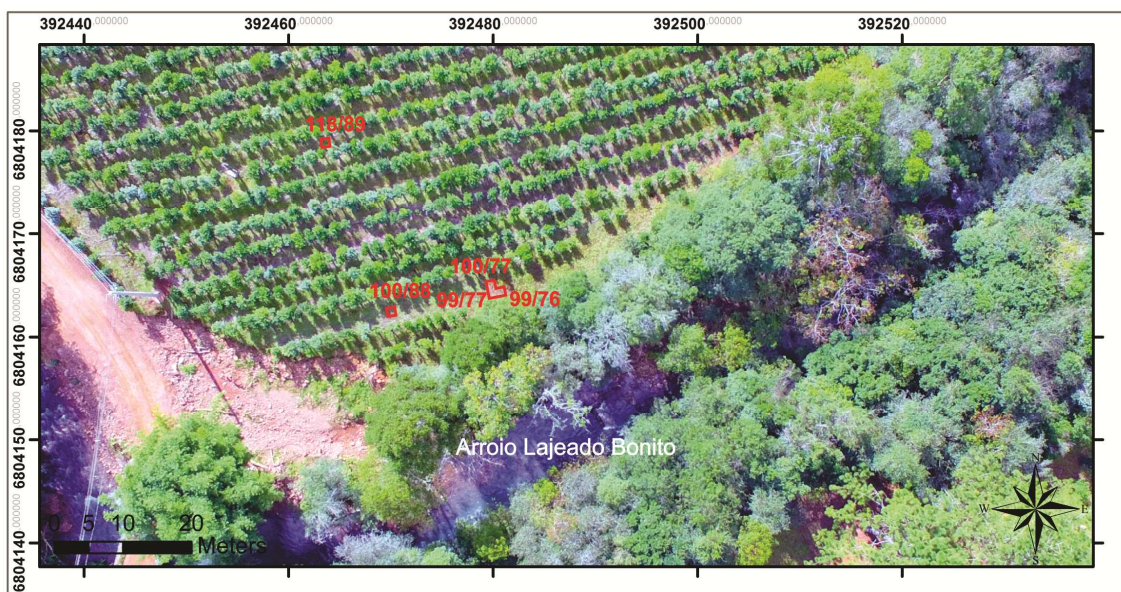 392440,000000 392460,000000 392480,000000 392500,000000 392520,000000
6804180,000000
6804170,000000
6804160,000000
6804150,000000
6804140,000000
118/89
100/77
100/88
99/77 99/76
Arroio Lajeado Bonito
0 5 10 20
Meters
N
W E
S